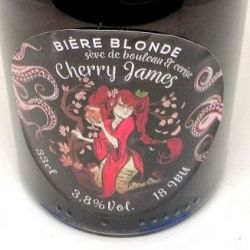 BIÈRE BLONDE
sève de bouleau & cerise
Cherry James
33cl
3,8%Vol.
18 IBU